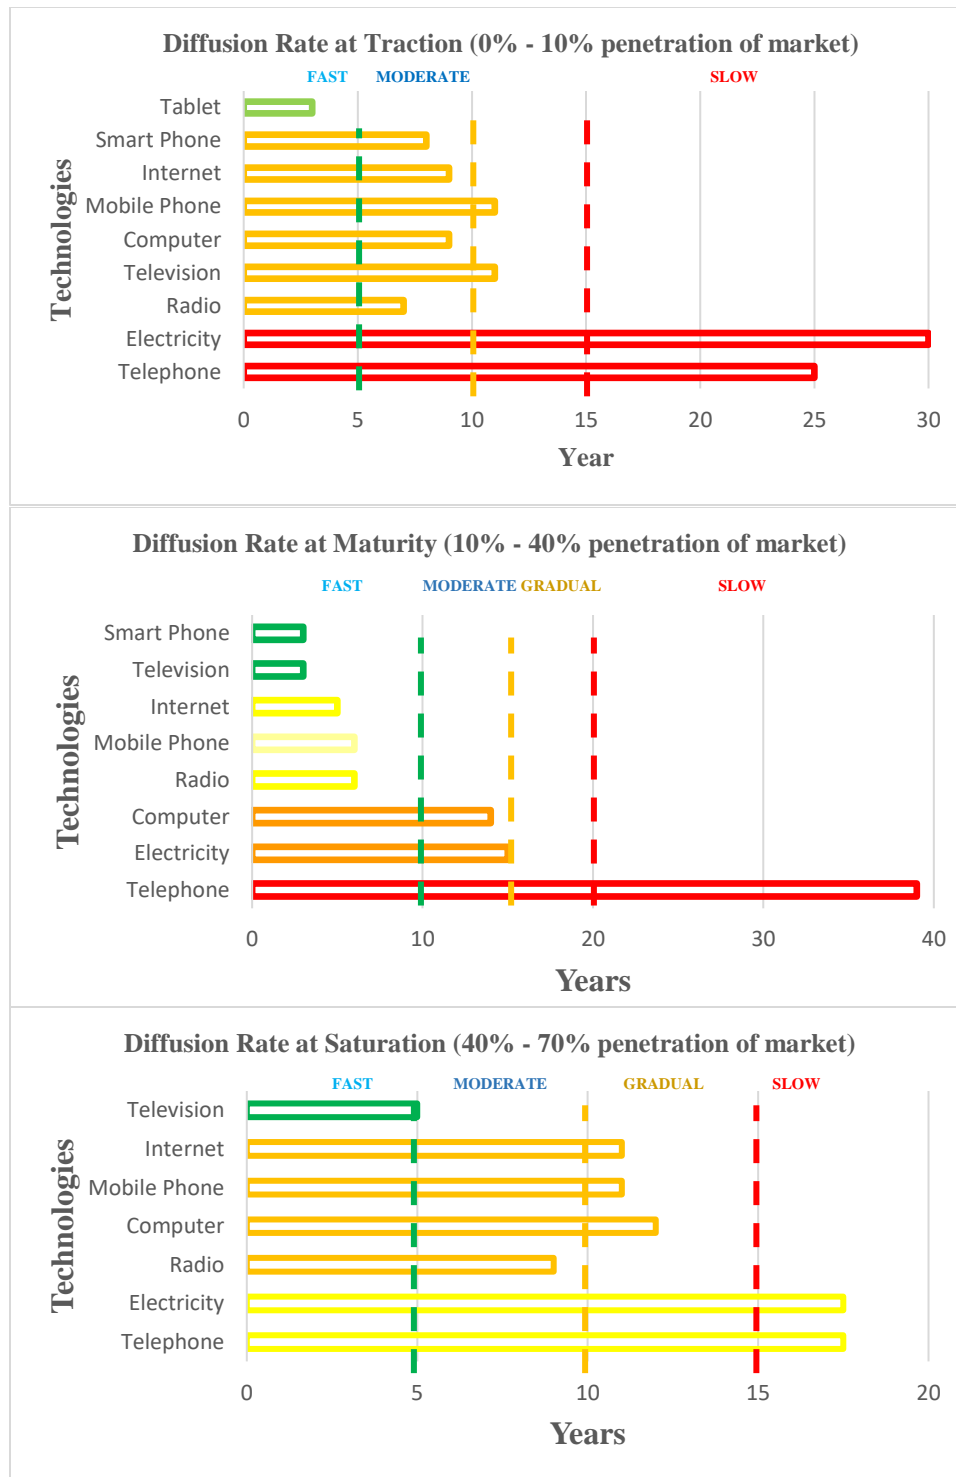 Diffusion Rate at Traction (0% - 10% penetration of market)
FAST MODERATE SLOW
Technologies
Tablet
Smart Phone
Internet
Mobile Phone
Computer
Television
Radio
Electricity
Telephone
0 5 10 15 20 25 30
Year
Diffusion Rate at Maturity (10% - 40% penetration of market)
FAST MODERATE GRADUAL SLOW
Technologies
Smart Phone
Television
Internet
Mobile Phone
Radio
Computer
Electricity
Telephone
0 10 20 30 40
Years
Diffusion Rate at Saturation (40% - 70% penetration of market)
FAST MODERATE GRADUAL SLOW
Technologies
Television
Internet
Mobile Phone
Computer
Radio
Electricity
Telephone
0 5 10 15 20
Years